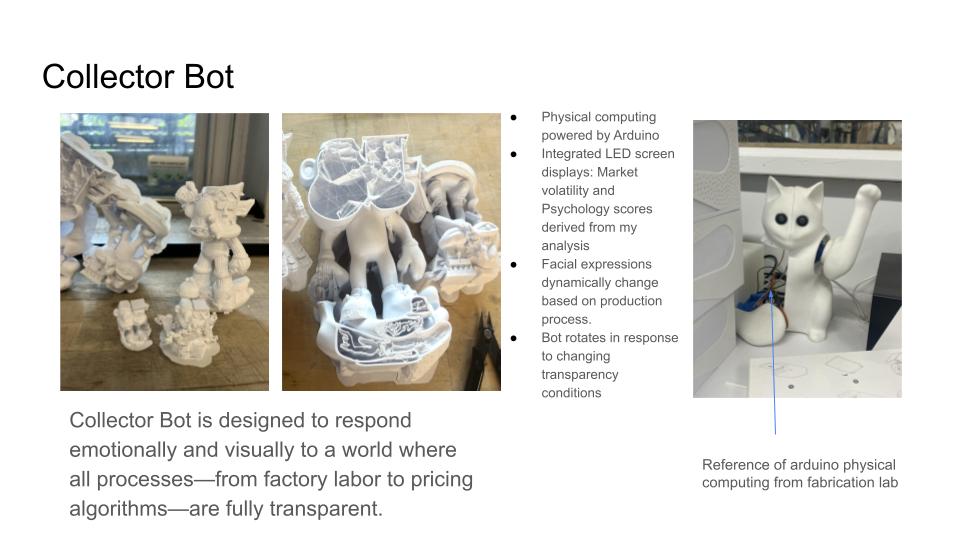 Collector Bot
● Physical computing
powered by Arduino
● Integrated LED screen
displays: Market
volatility and
Psychology scores
derived from my
analysis
● Facial expressions
dynamically change
based on production
process.
● Bot rotates in response
to changing
transparency
conditions
Collector Bot is designed to respond
emotionally and visually to a world where
all processes—from factory labor to pricing
algorithms—are fully transparent.
Reference of arduino physical
computing from fabrication lab